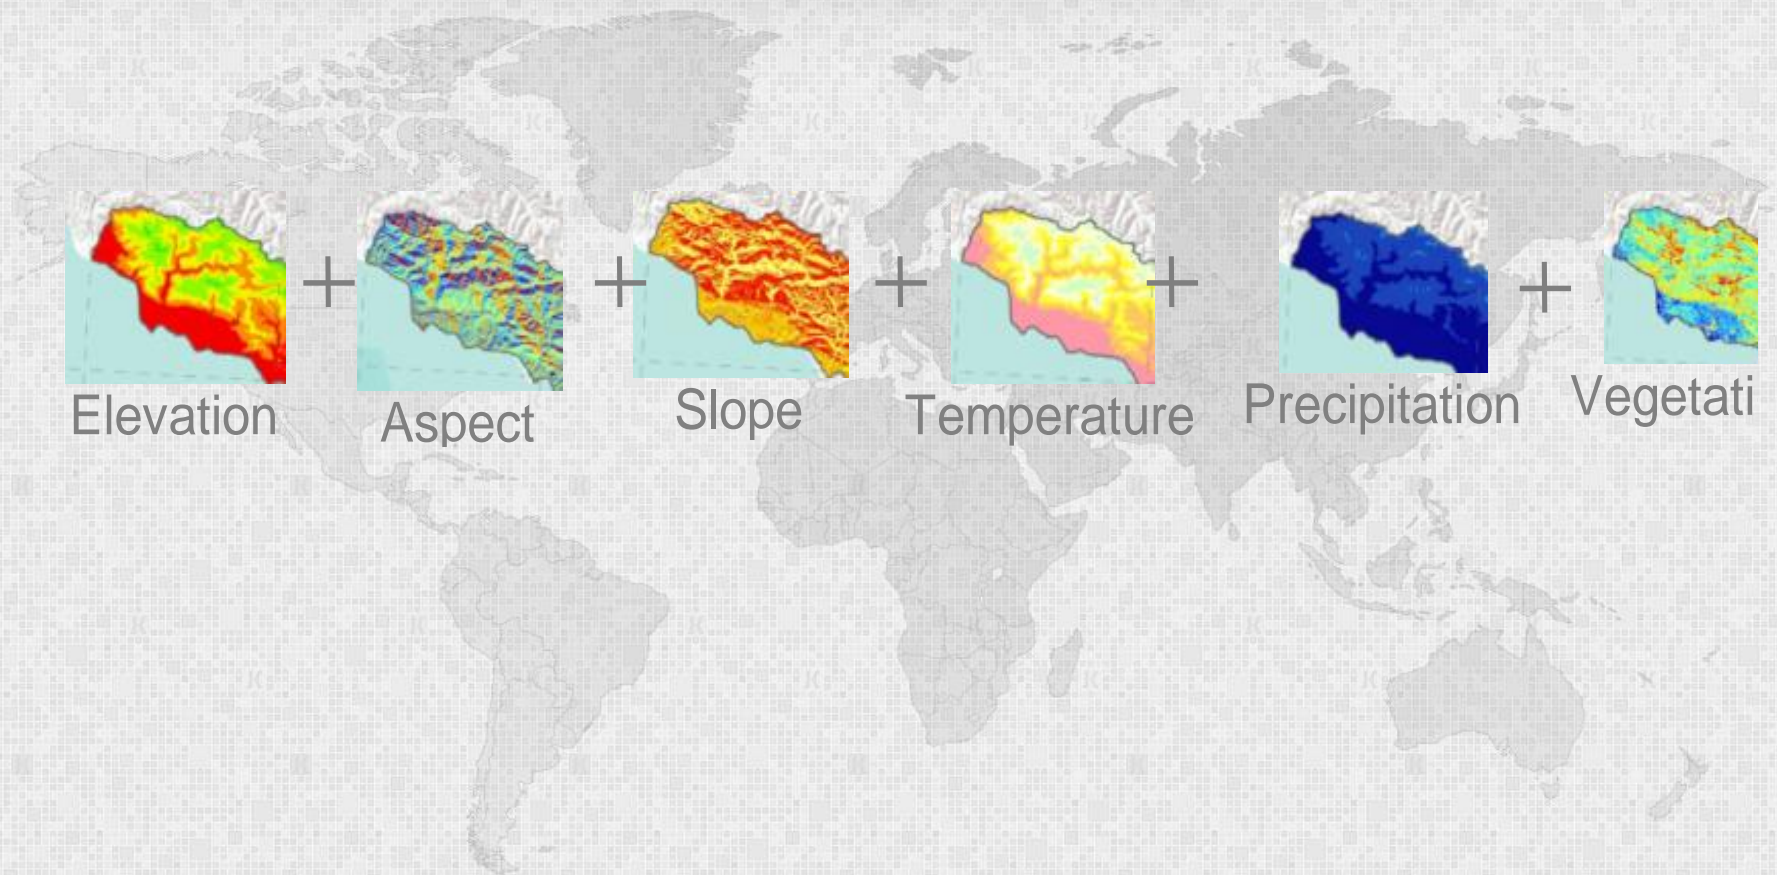 Elevation + Aspect + Slope + Temperature + Precipitation + Vegetati